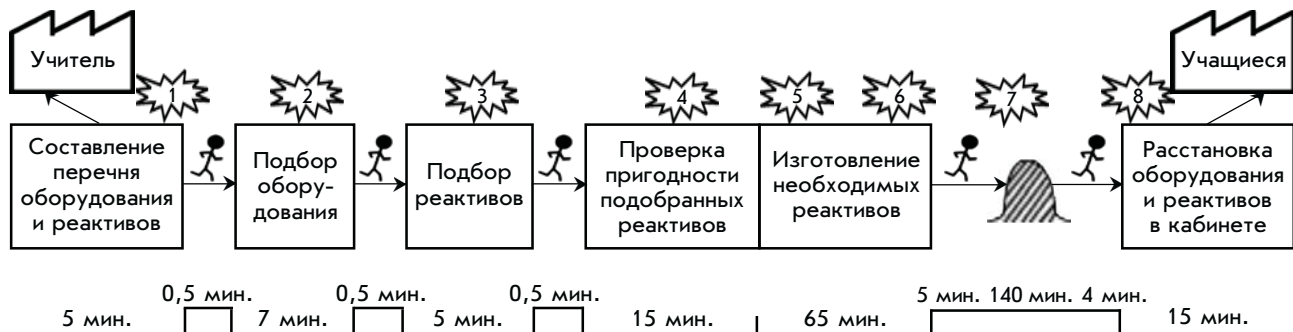 Учитель
Учащиеся
1
2
3
4
5
6
7
8
Составление
перечня
оборудования
и реактивов
Подбор
обору-
дования
Подбор
реактивов
Проверка
пригодности
подобранных
реактивов
Изготовление
необходимых
реактивов
Расстановка
оборудования
и реактивов
в кабинете
5 мин.
0,5 мин.
7 мин.
0,5 мин.
5 мин.
0,5 мин.
15 мин.
65 мин.
5 мин. 140 мин. 4 мин.
15 мин.